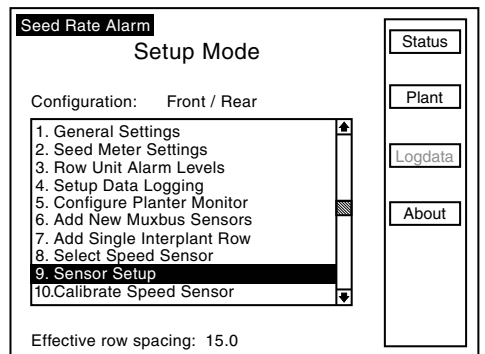 Seed Rate Alarm
Setup Mode
Configuration: Front / Rear
1. General Settings
2. Seed Meter Settings
3. Row Unit Alarm Levels
4. Setup Data Logging
5. Configure Planter Monitor
6. Add New Muxbus Sensors
7. Add Single Interplant Row
8. Select Speed Sensor
9. Sensor Setup
10.Calibrate Speed Sensor
Effective row spacing: 15.0
Status
Plant
Logdata
About